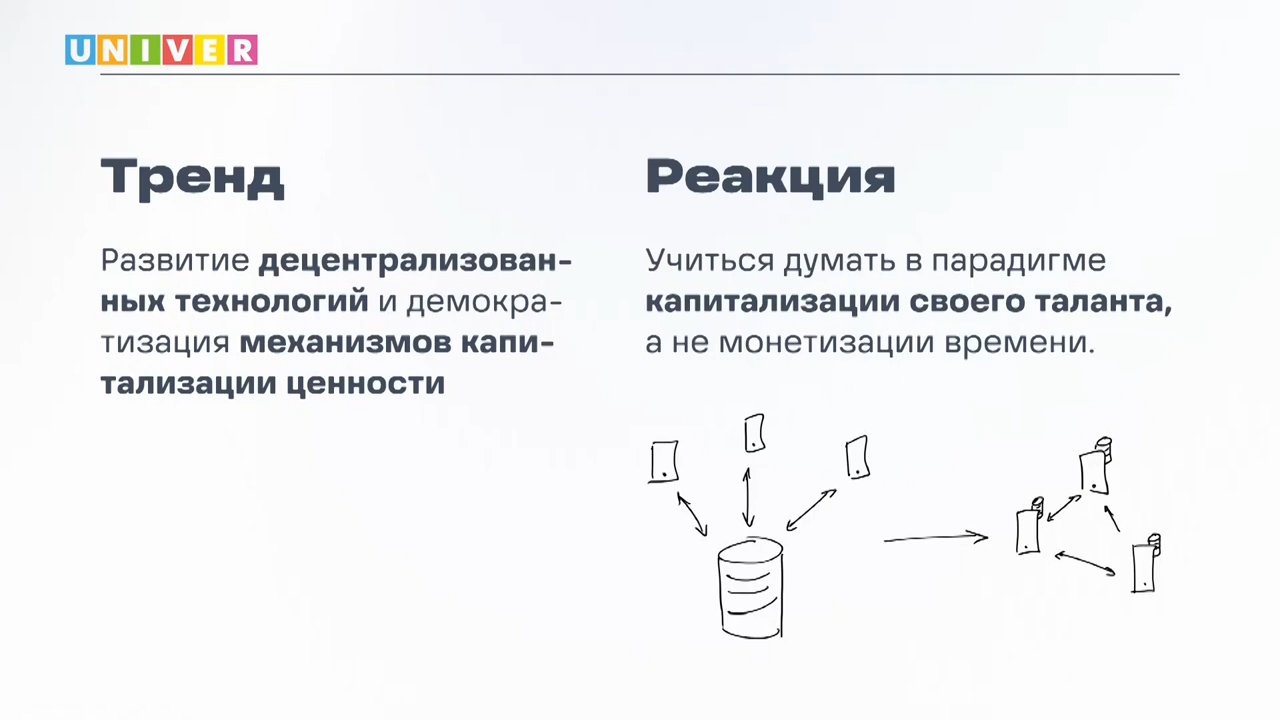 UNIVER
Тренд
Развитие децентрализован-
ных технологий и демокра-
тизация механизмов капи-
тализации ценности
Реакция
Учиться думать в парадигме
капитализации своего таланта,
а не монетизации времени.